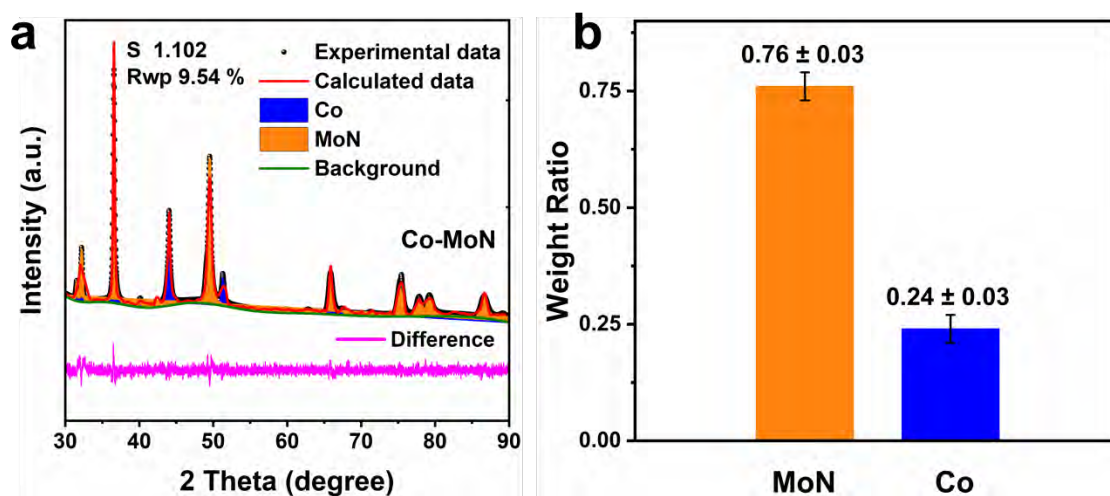 a
S 1.102
Rwp 9.54 %
Experimental data
Calculated data
Co
MoN
Background
Co-MoN
Difference
Intensity (a.u.)
30 40 50 60 70 80 90
2 Theta (degree)
b
0.76 ± 0.03
0.24 ± 0.03
0.75
0.50
0.25
0.00
Weight Ratio
MoN Co